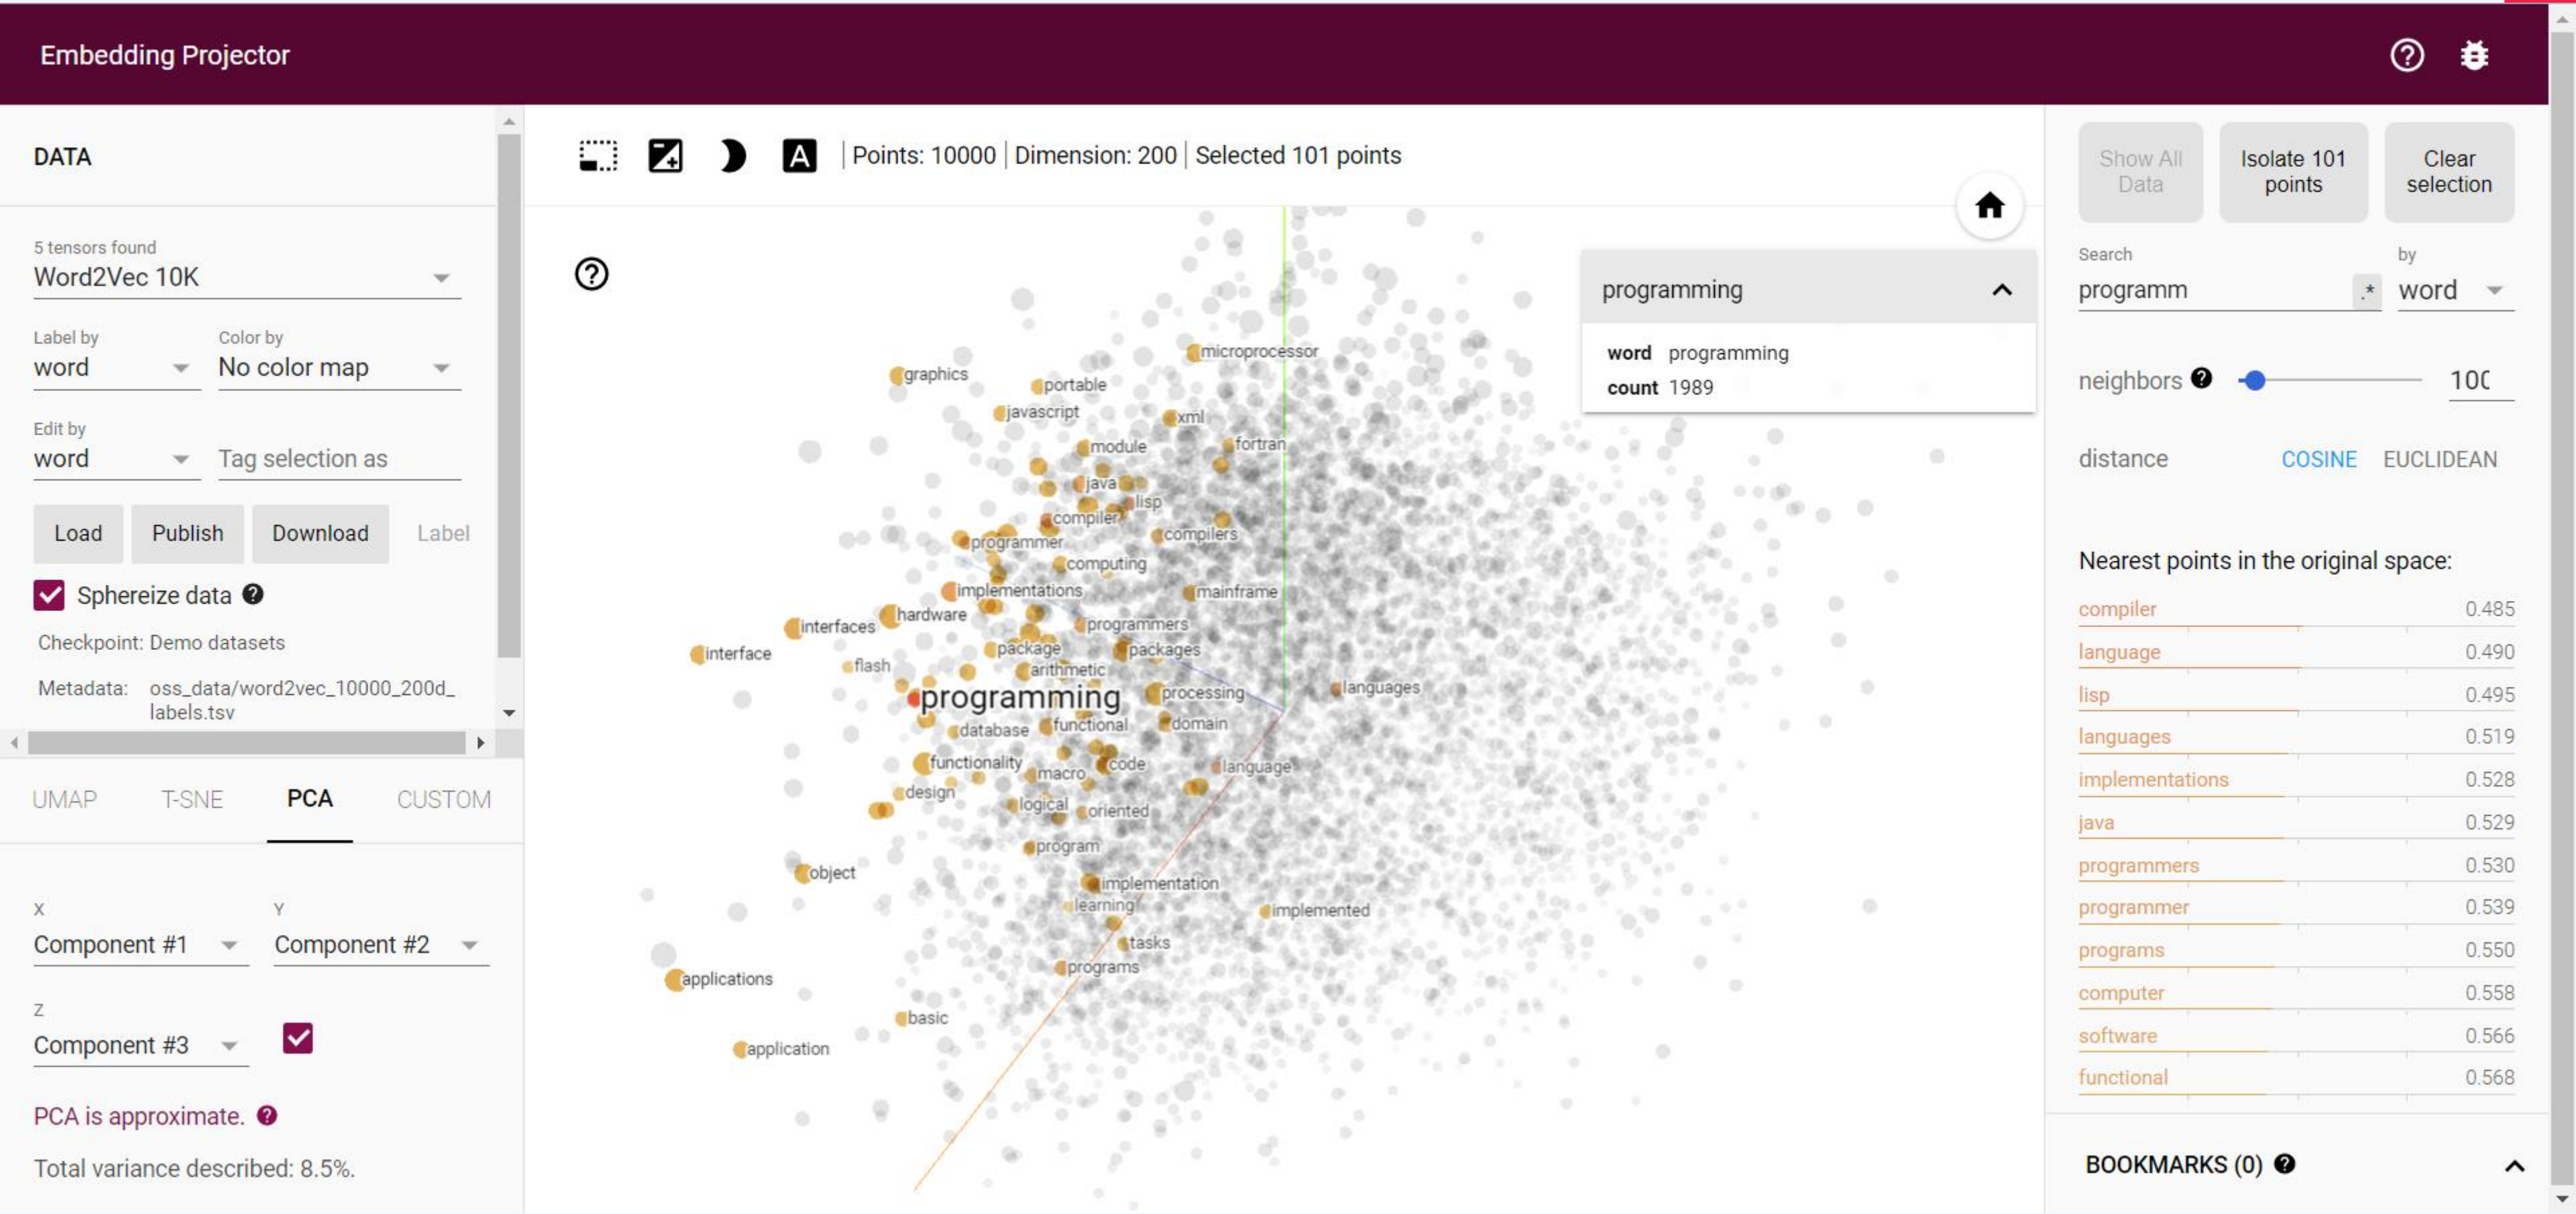 Embedding Projector
DATA
5 tensors found
Word2Vec 10K
Label by
word
Color by
No color map
Edit by
word
Tag selection as
Load
Publish
Download
Label
Sphereize data
Checkpoint: Demo datasets
Metadata: oss_data/word2vec_10000_200d_
labels.tsv
UMAP
T-SNE
PCA
CUSTOM
X
Component #1
Y
Component #2
Z
Component #3
PCA is approximate.
Total variance described: 8.5%.
A
Points: 10000
Dimension: 200
Selected 101 points
programming
word programming
count 1989
microprocessor
graphics
portable
javascript
xml
module
fortran
java
lisp
compiler
compilers
programmer
computing
implementations
mainframe
hardware
interfaces
programmers
interface
package
packages
flash
arithmetic
programming
processing
languages
database
functional
domain
functionality
macro
code
language
design
logical
oriented
program
object
implementation
learning
implemented
tasks
programs
applications
basic
application
Show All
Data
Isolate 101
points
Clear
selection
Search
programm
.*
by
word
neighbors
100
distance
COSINE
EUCLIDEAN
Nearest points in the original space:
compiler 0.485
language 0.490
lisp 0.495
languages 0.519
implementations 0.528
java 0.529
programmers 0.530
programmer 0.539
programs 0.550
computer 0.558
software 0.566
functional 0.568
BOOKMARKS (0)